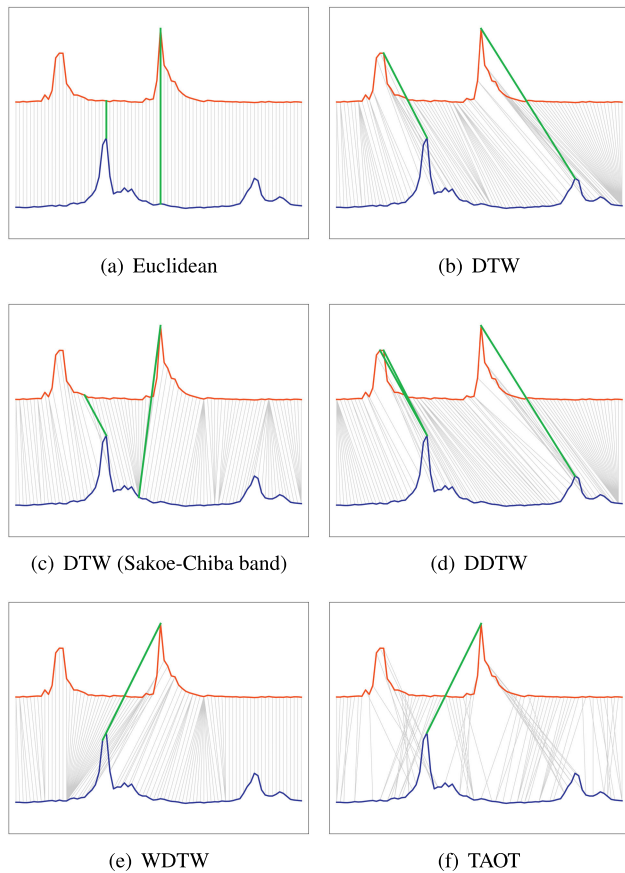 (a) Euclidean
(b) DTW
(c) DTW (Sakoe-Chiba band)
(d) DDTW
(e) WDTW
(f) TAOT